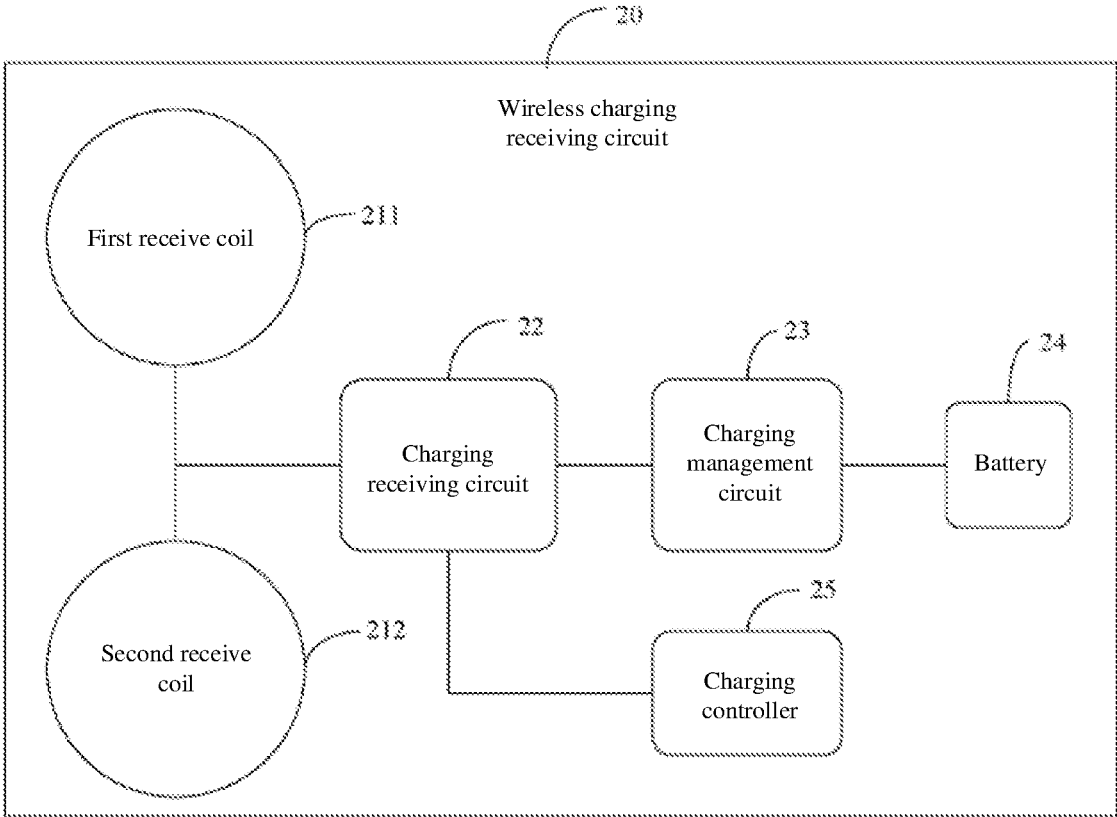 20
Wireless charging
receiving circuit
211
First receive coil
22
23
24
Charging
receiving circuit
Charging
management
circuit
Battery
25
212
Second receive
coil
Charging
controller